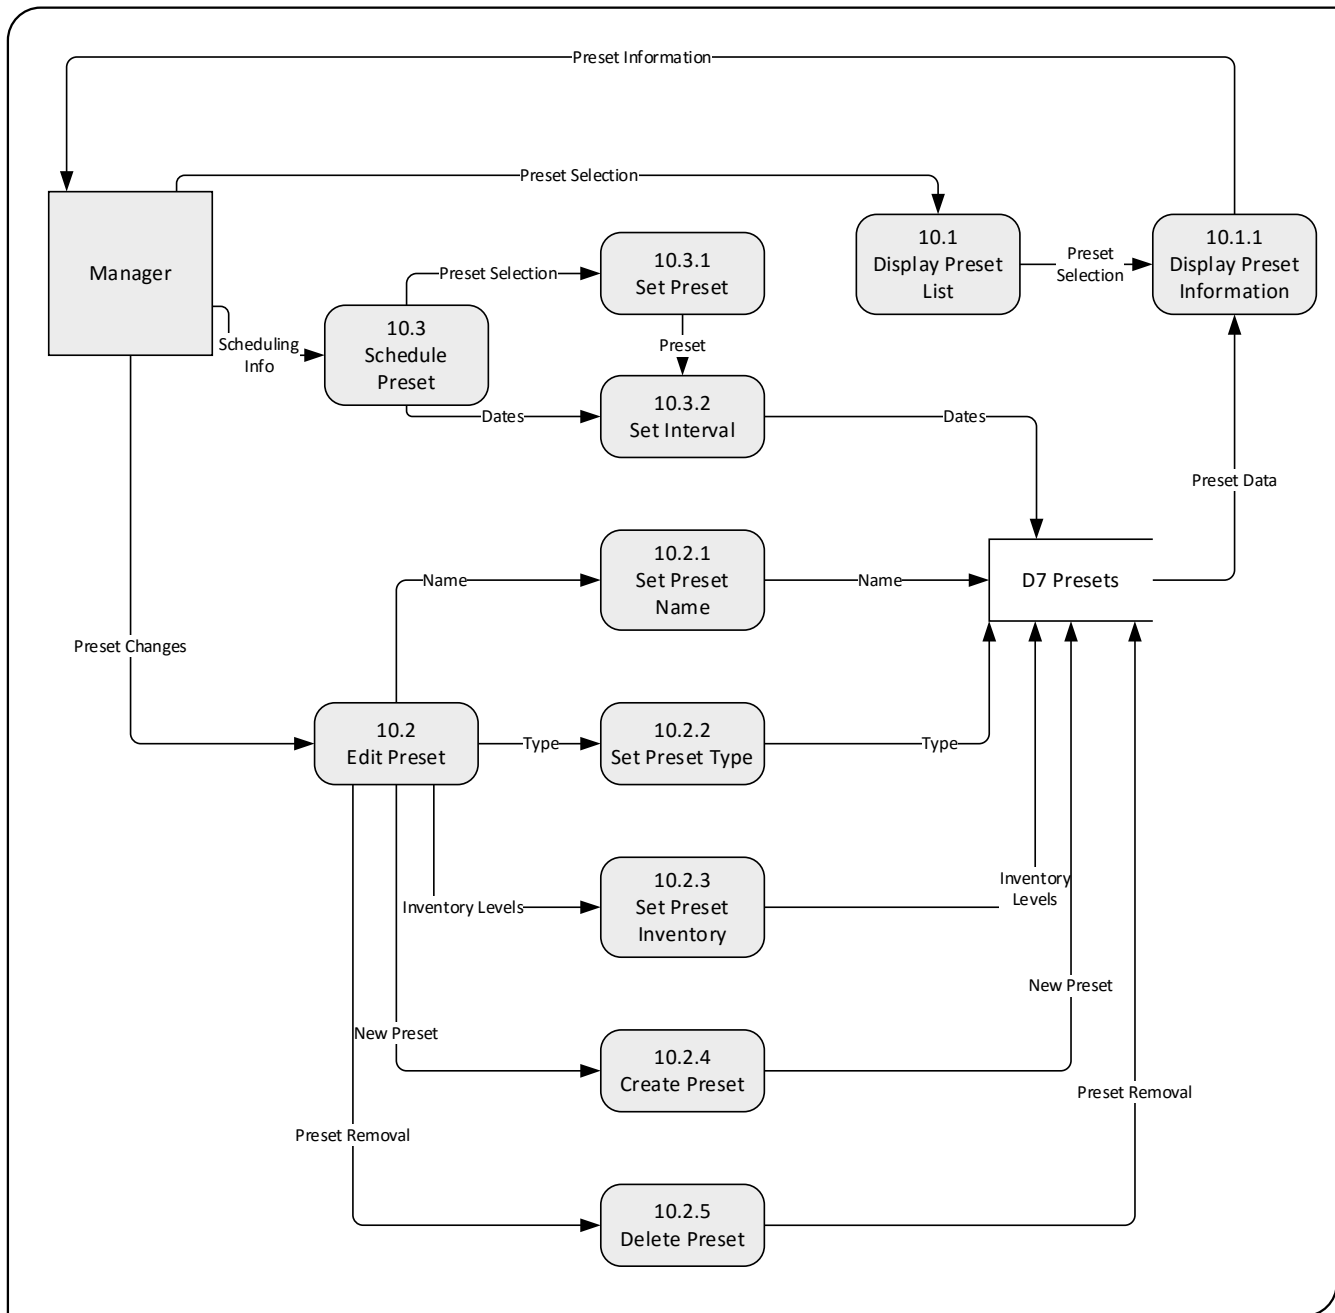 Preset Information
Preset Selection
10.1
Display Preset
List
Preset
Selection
10.1.1
Display Preset
Information
Manager
Preset Selection
10.3.1
Set Preset
Scheduling
Info
10.3
Schedule
Preset
Preset
Dates
10.3.2
Set Interval
Dates
Preset Data
Name
10.2.1
Set Preset
Name
Name
D7 Presets
Preset Changes
10.2
Edit Preset
Type
10.2.2
Set Preset Type
Type
Inventory Levels
10.2.3
Set Preset
Inventory
Inventory
Levels
New Preset
New Preset
10.2.4
Create Preset
Preset Removal
Preset Removal
10.2.5
Delete Preset